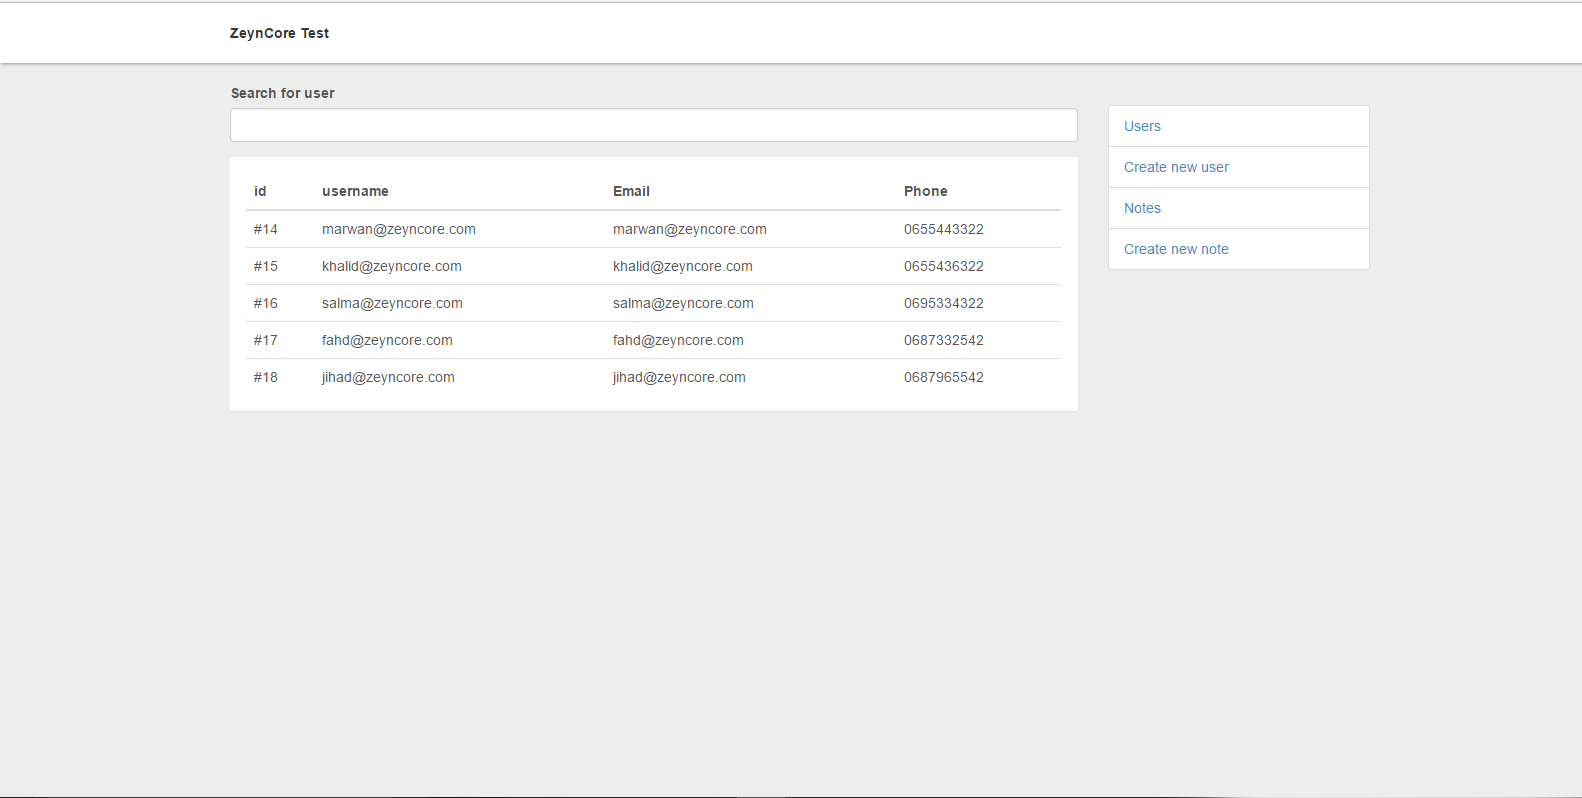 ZeynCore Test
Search for user
id username Email Phone
#14 marwan@zeyncore.com marwan@zeyncore.com 0655443322
#15 khalid@zeyncore.com khalid@zeyncore.com 0655436322
#16 salma@zeyncore.com salma@zeyncore.com 0695334322
#17 fahd@zeyncore.com fahd@zeyncore.com 0687332542
#18 jihad@zeyncore.com jihad@zeyncore.com 0687965542
Users
Create new user
Notes
Create new note